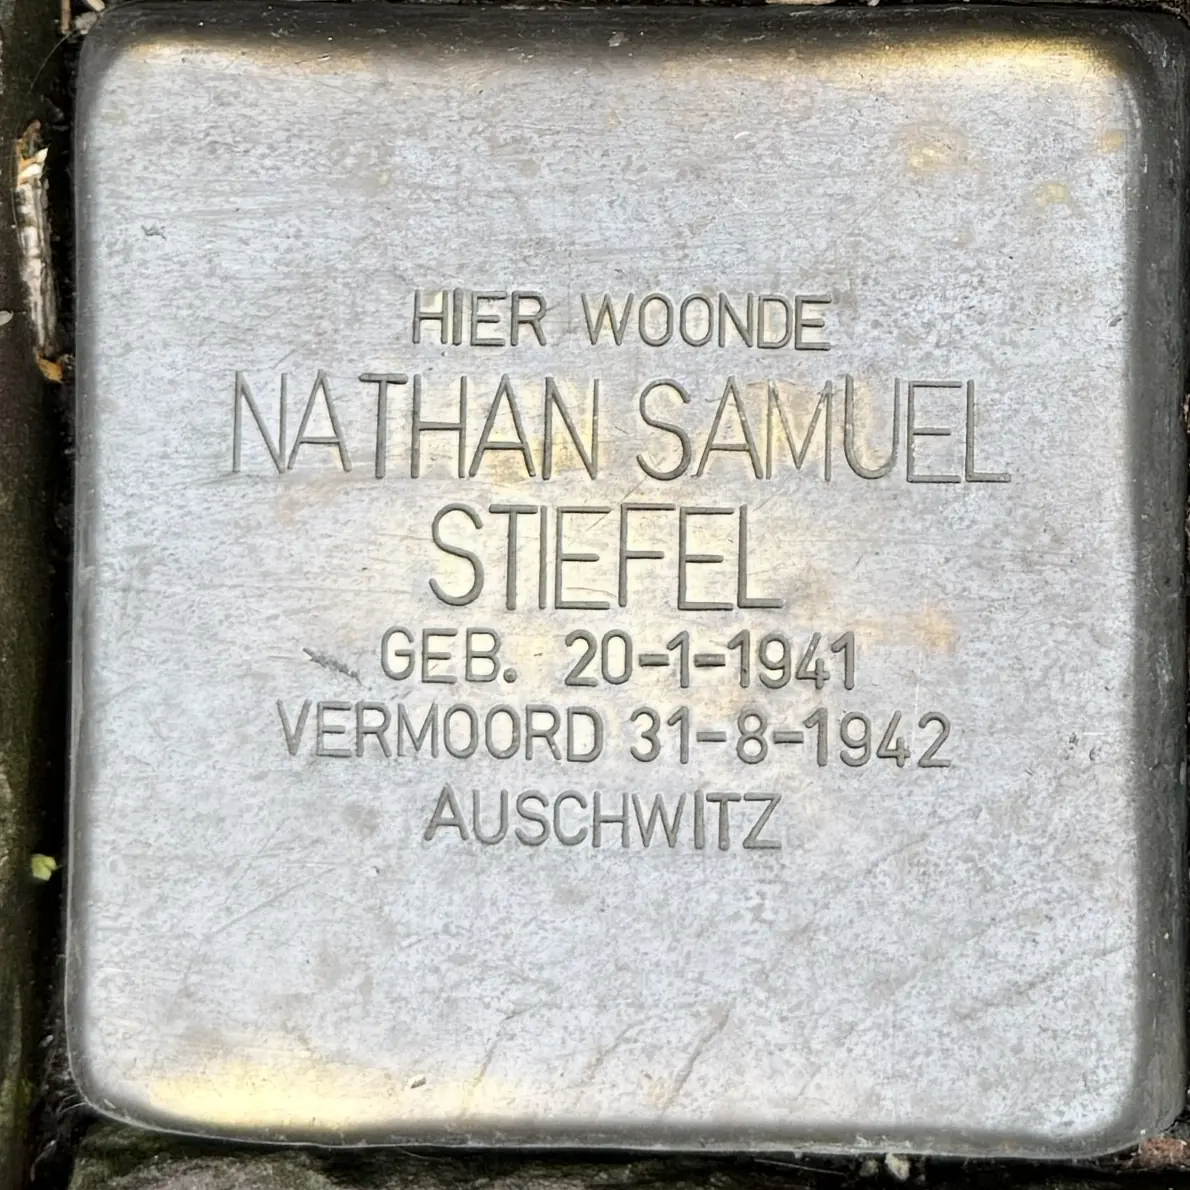 HIER WOONDE
NATHAN SAMUEL
STIEFEL
GEB. 20-1-1941
VERMOORD 31-8-1942
AUSCHWITZ